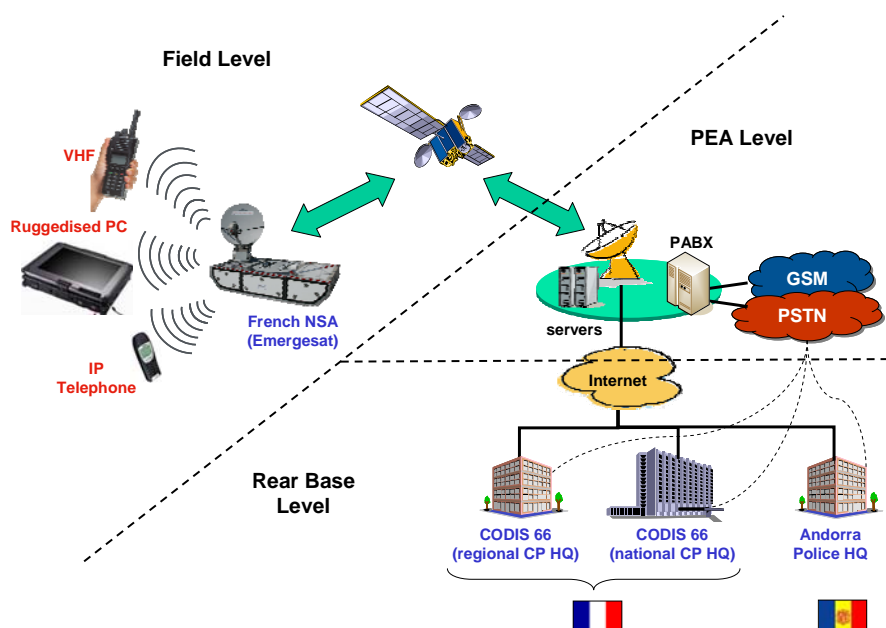 Field Level
PEA Level
VHF
Ruggedised PC
PABX
GSM
PSTN
servers
French NSA
(Emergesat)
IP
Telephone
Internet
Rear Base
Level
CODIS 66
(regional CP HQ)
CODIS 66
(national CP HQ)
Andorra
Police HQ